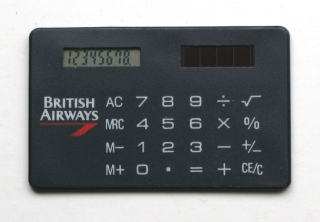 12345678.
BRITISH AIRWAYS
AC 7 8 9 ÷ √
MRC 4 5 6 × %
M− 1 2 3 − +/−
M+ 0 · = + CE/C